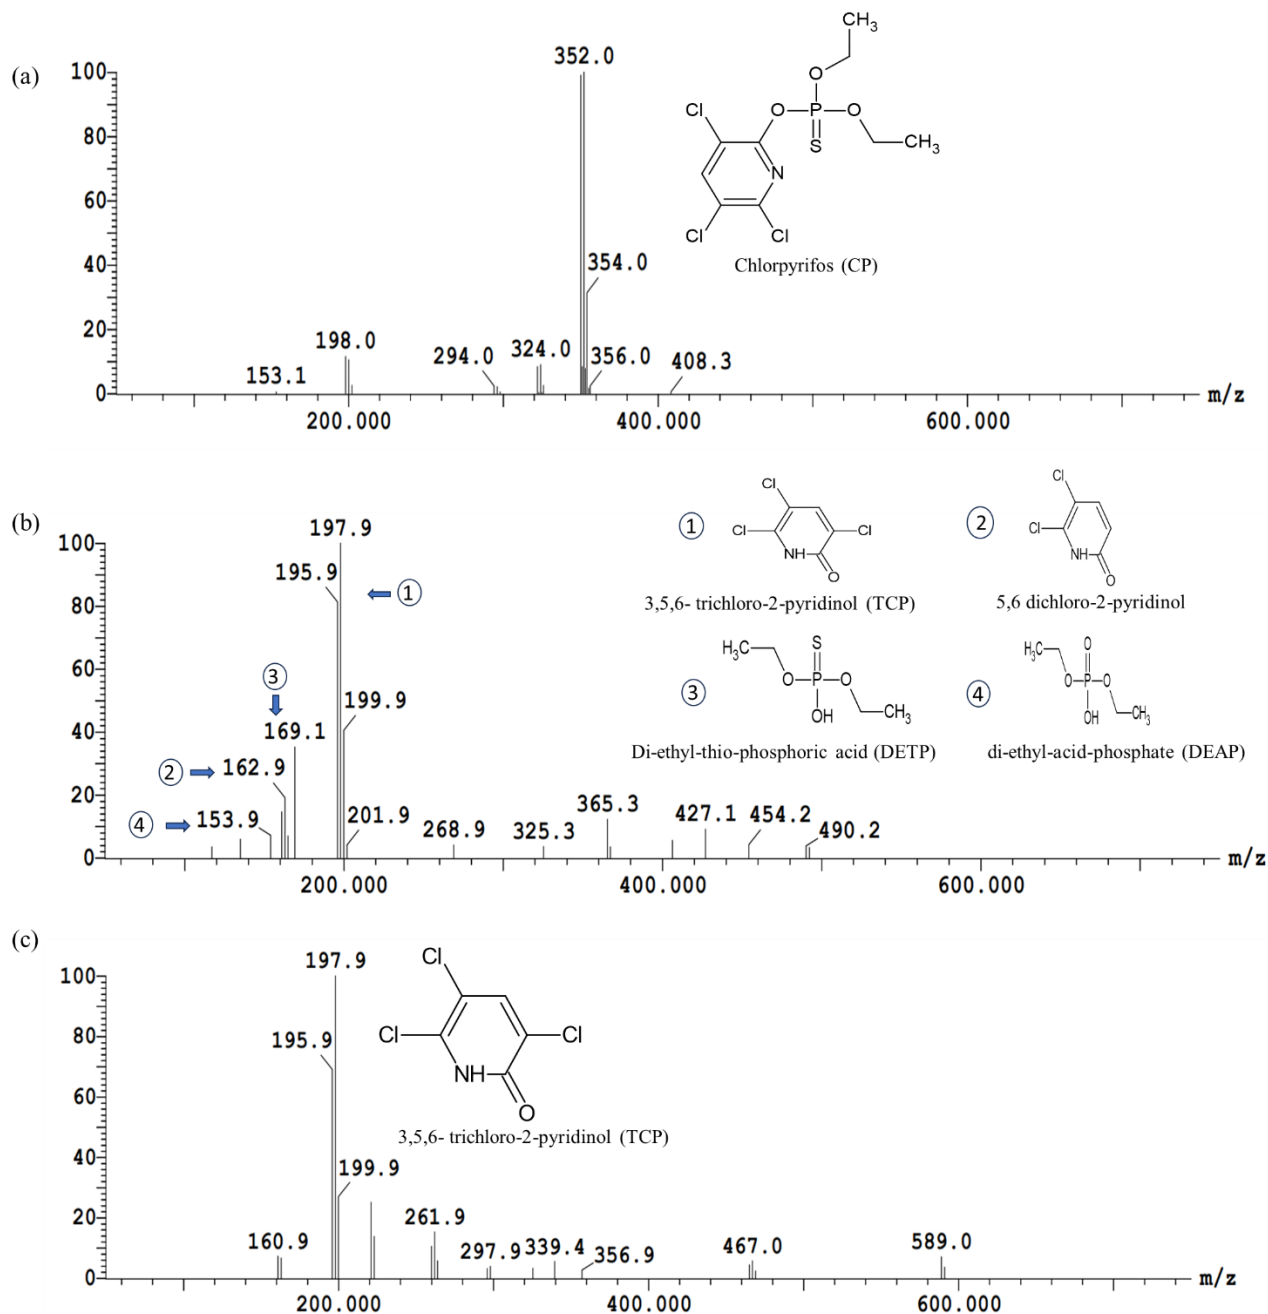 (a)
100
80
60
40
20
0
153.1
198.0
294.0
324.0
352.0
354.0
356.0
408.3
200.000
400.000
600.000
m/z
CH₃
O
Cl
O
P
O
CH₃
S
N
Cl
Cl
Chlorpyrifos (CP)
(b)
100
80
60
40
20
0
197.9
195.9
1
199.9
3
169.1
2
162.9
4
153.9
201.9
268.9
325.3
365.3
427.1
454.2
490.2
200.000
400.000
600.000
m/z
1
Cl
Cl
Cl
NH
O
3,5,6- trichloro-2-pyridinol (TCP)
2
Cl
Cl
NH
O
5,6 dichloro-2-pyridinol
3
H₃C
S
O
P
O
OH
CH₃
Di-ethyl-thio-phosphoric acid (DETP)
4
H₃C
O
O
P
O
OH
CH₃
di-ethyl-acid-phosphate (DEAP)
(c)
100
80
60
40
20
0
197.9
195.9
199.9
160.9
261.9
297.9
339.4
356.9
467.0
589.0
200.000
400.000
600.000
m/z
Cl
Cl
Cl
NH
O
3,5,6- trichloro-2-pyridinol (TCP)